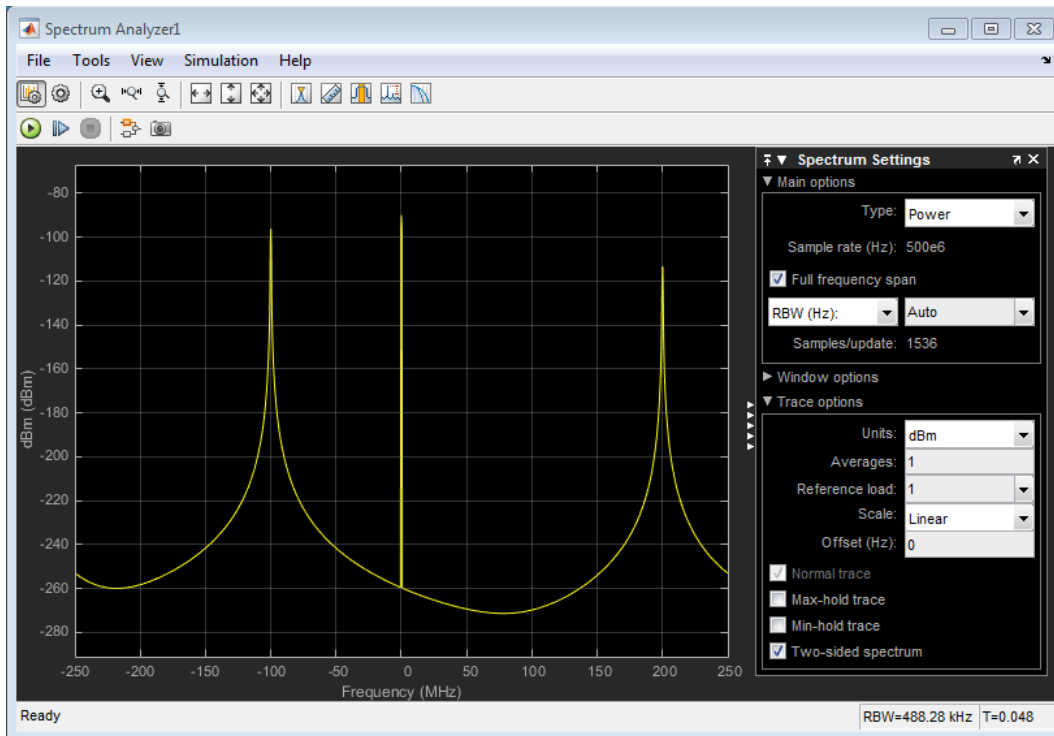 Spectrum Analyzer1
File Tools View Simulation Help
Spectrum Settings
Main options
Type: Power
Sample rate (Hz): 500e6
Full frequency span
RBW (Hz): Auto
Samples/update: 1536
Window options
Trace options
Units: dBm
Averages: 1
Reference load: 1
Scale: Linear
Offset (Hz): 0
Normal trace
Max-hold trace
Min-hold trace
Two-sided spectrum
dBm (dBm)
-80
-100
-120
-140
-160
-180
-200
-220
-240
-260
-280
-250 -200 -150 -100 -50 0 50 100 150 200 250
Frequency (MHz)
Ready RBW=488.28 kHz T=0.048